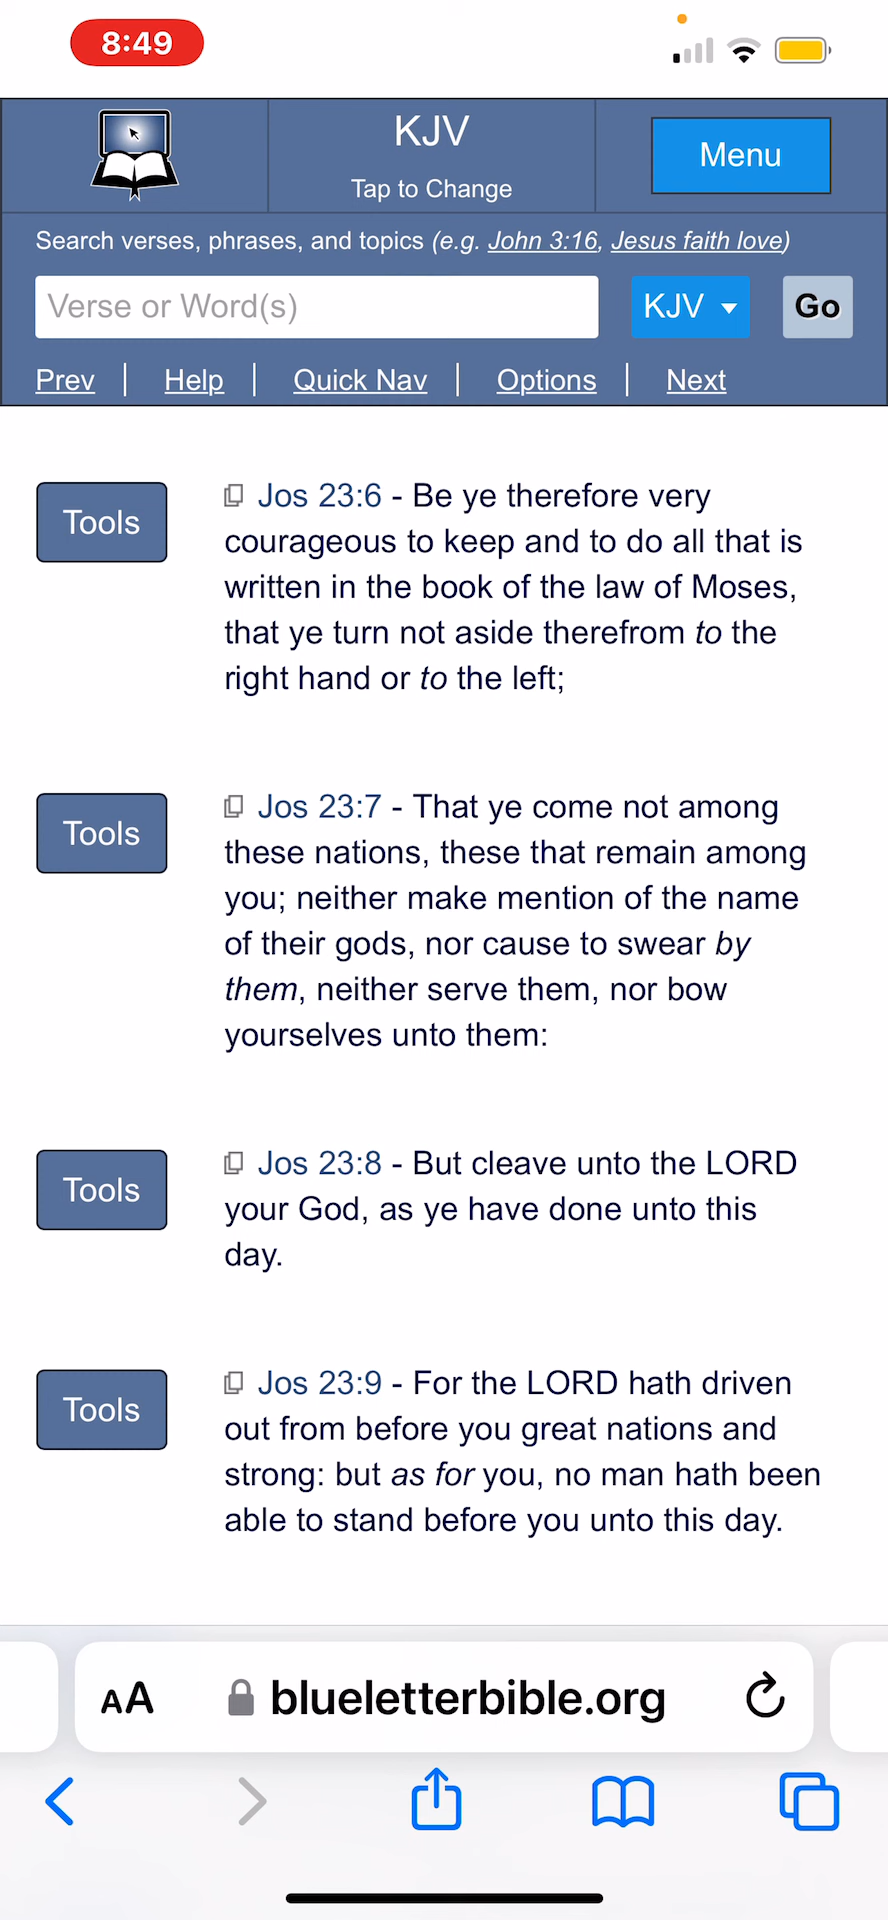 8:49
KJV
Tap to Change
Menu
Search verses, phrases, and topics (e.g. John 3:16, Jesus faith love)
Verse or Word(s)
KJV
Go
Prev | Help | Quick Nav | Options | Next
Tools
Jos 23:6 - Be ye therefore very
courageous to keep and to do all that is
written in the book of the law of Moses,
that ye turn not aside therefrom to the
right hand or to the left;
Tools
Jos 23:7 - That ye come not among
these nations, these that remain among
you; neither make mention of the name
of their gods, nor cause to swear by
them, neither serve them, nor bow
yourselves unto them:
Tools
Jos 23:8 - But cleave unto the LORD
your God, as ye have done unto this
day.
Tools
Jos 23:9 - For the LORD hath driven
out from before you great nations and
strong: but as for you, no man hath been
able to stand before you unto this day.
AA blueletterbible.org